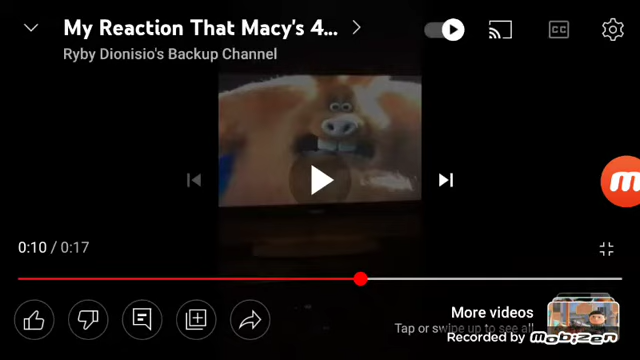 My Reaction That Macy's 4...
Ryby Dionisio's Backup Channel
CC
0:10 / 0:17
More videos
Tap or swipe up to see all
Recorded by mobizen